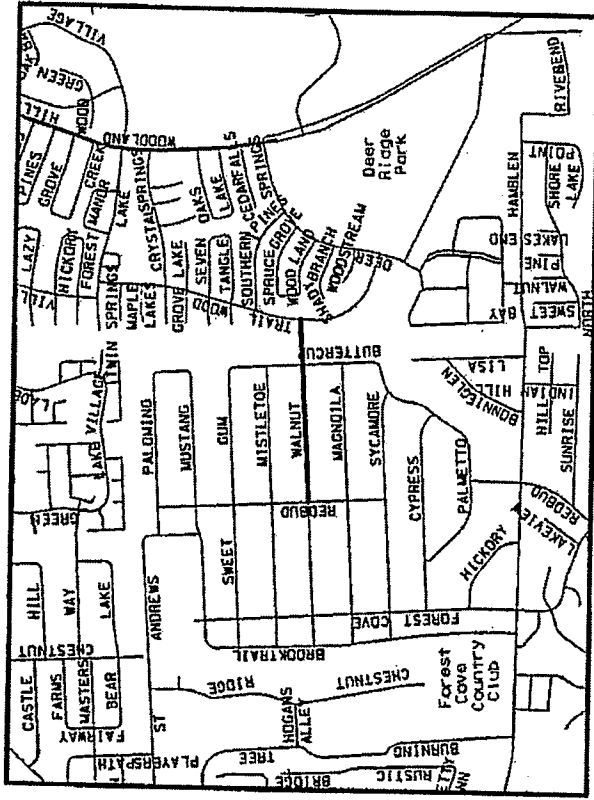 VILLAGE
GREEN
WOOD
HILL
WOODLAND
PINES
GROVE
CREEK
MANOR
LAKE
SPRINGS
CRYSTAL
OAKS
LAKE
CEDARFALLS
SPRINGS
PINES
Deer
Ridge
Park
RIVERBEND
HAMBLEN
POINT
SHORE
LAKE
LAZY
HICKORY
FOREST
SPRINGS
MAPLE
LAKES
GROVE LAKE
WOOD
SEVEN
TANGLE
SOUTHERN
SPRUCE GROVE
WOOD LAND
SHADY BRANCH
WOODSTREAM
DEER
TRAIL
LAKES END
PINE
WALNUT
SWEET
BAY
VILLAGE
LAKE
PALOMINO
MUSTANG
GUM
MISTLETOE
WALNUT
MAGNOLIA
SYCAMORE
LISA
BONNIEGLEN
HILL
INDIAN
HILL TOP
SUNRISE
GREEN
REDBUD
CYPRESS
PALMETTO
HICKORY
REDBUD
LAKEVIEW
HILL
WAY
LAKE
ANDREWS
SWEET
FOREST COVE
CHESTNUT
BROOKTRAIL
CASTLE
FARMS
MASTERS
BEAR
FAIRWAY
ST
RIDGE
CHESTNUT
HOGANS
ALLEY
Forest
Cove
Country
Club
PLAYERSPATH
TREE
BURNING
BRIDGE
RUSTIC